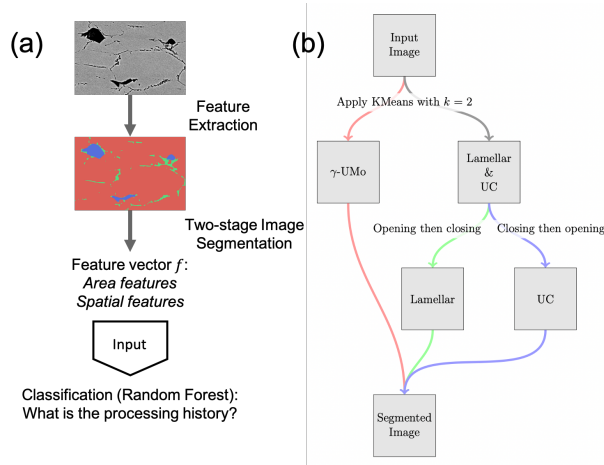 (a)
Feature
Extraction
Two-stage Image
Segmentation
Feature vector f:
Area features
Spatial features
Input
Classification (Random Forest):
What is the processing history?
(b)
Input
Image
Apply KMeans with k = 2
γ-UMo
Lamellar
&
UC
Opening then closing
Closing then opening
Lamellar
UC
Segmented
Image